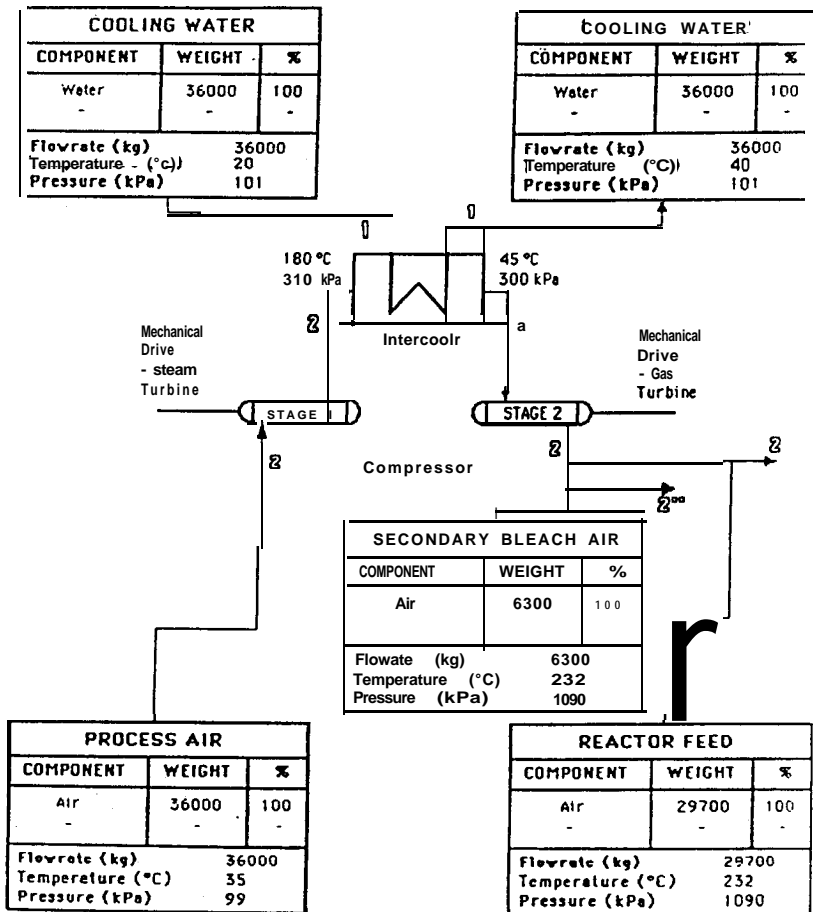 COOLING WATER
COMPONENT WEIGHT %
Water 36000 100
- - -
Flowrate (kg) 36000
Temperature - (°c) 20
Pressure (kPa) 101
COOLING WATER
COMPONENT WEIGHT %
Water 36000 100
- - -
Flowrate (kg) 36000
Temperature (°C) 40
Pressure (kPa) 101
1
1
180 °C
310 kPa
45 °C
300 kPa
2
a
Intercoolr
Mechanical
Drive
- steam
Turbine
Mechanical
Drive
- Gas
Turbine
STAGE I
STAGE 2
2
2
2
Compressor
2""
SECONDARY BLEACH AIR
COMPONENT WEIGHT %
Air 6300 100
Flowate (kg) 6300
Temperature (°C) 232
Pressure (kPa) 1090
r
PROCESS AIR
COMPONENT WEIGHT %
Air 36000 100
- - -
Flowrate (kg) 36000
Temperature (°C) 35
Pressure (kPa) 99
REACTOR FEED
COMPONENT WEIGHT %
Air 29700 100
- - -
Flowrate (kg) 29700
Temperature (°C) 232
Pressure (kPa) 1090